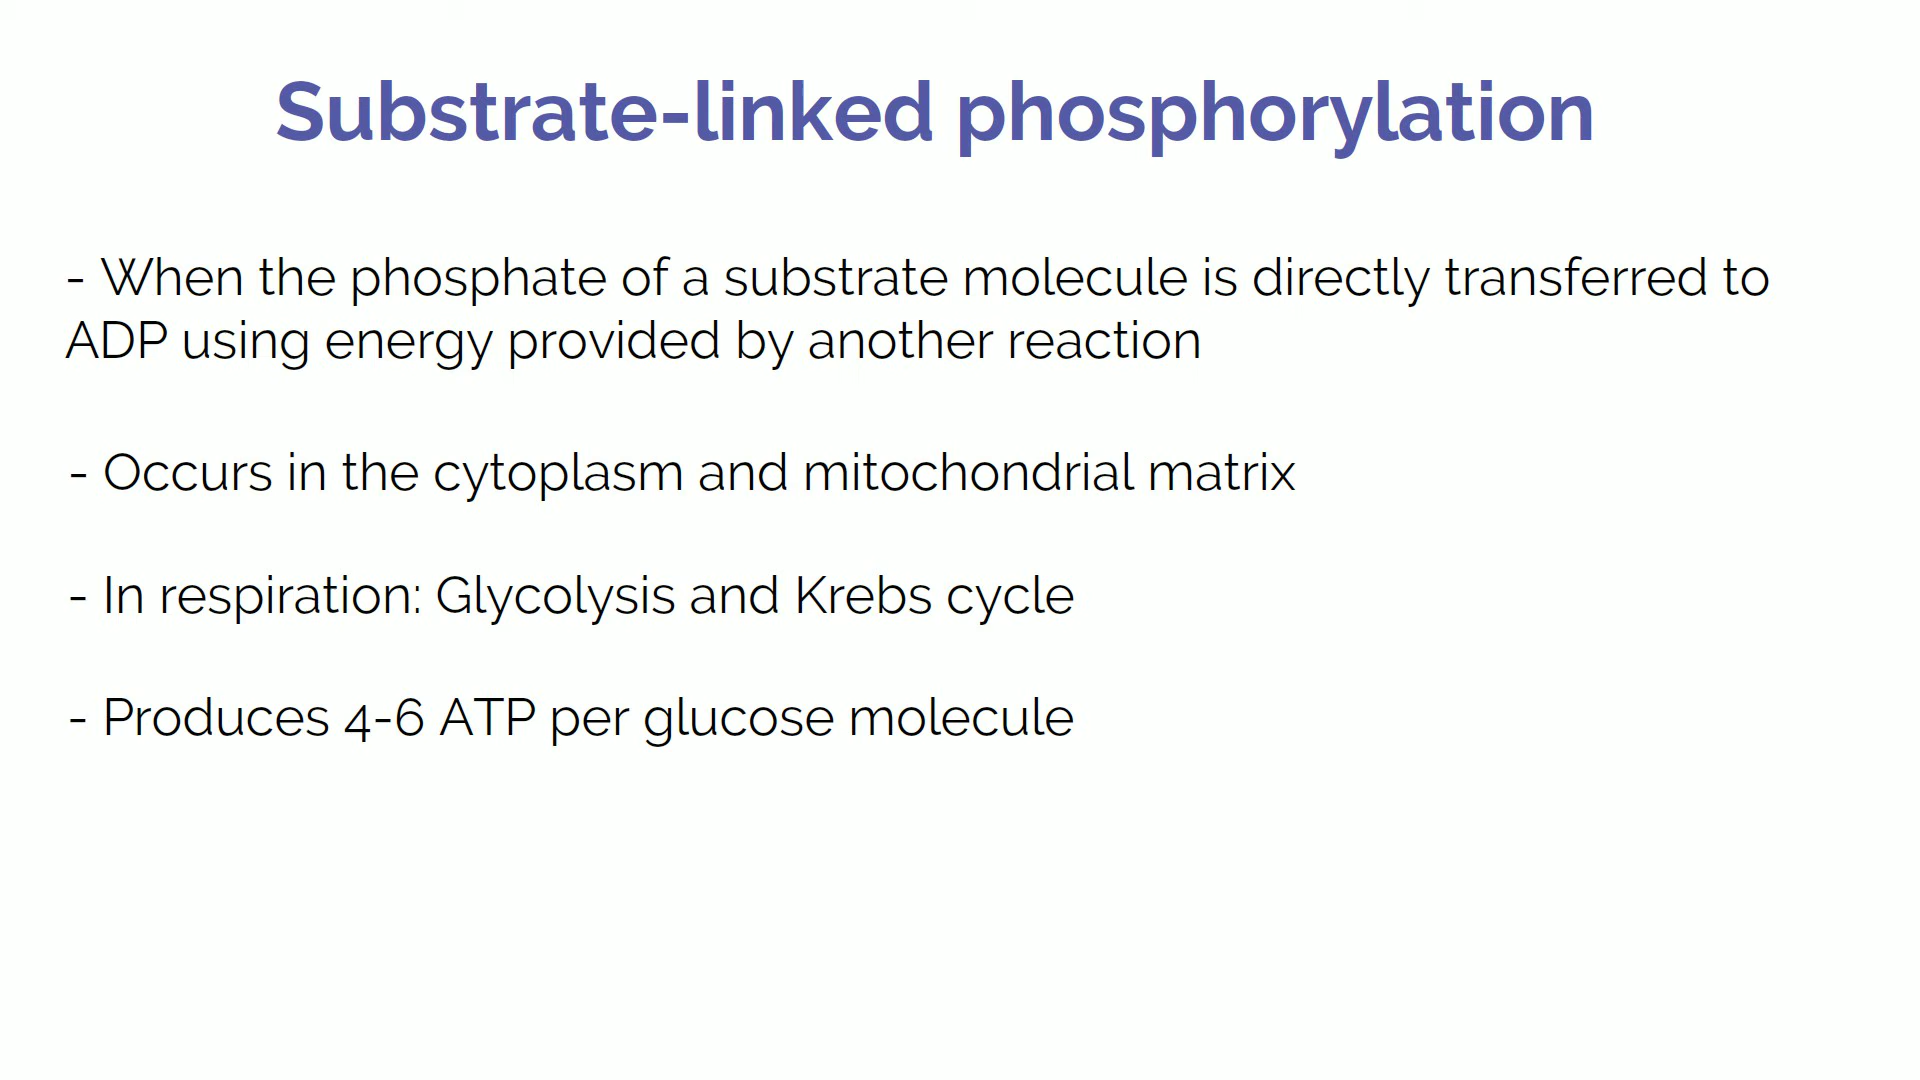 Substrate-linked phosphorylation
- When the phosphate of a substrate molecule is directly transferred to
ADP using energy provided by another reaction
- Occurs in the cytoplasm and mitochondrial matrix
- In respiration: Glycolysis and Krebs cycle
- Produces 4-6 ATP per glucose molecule